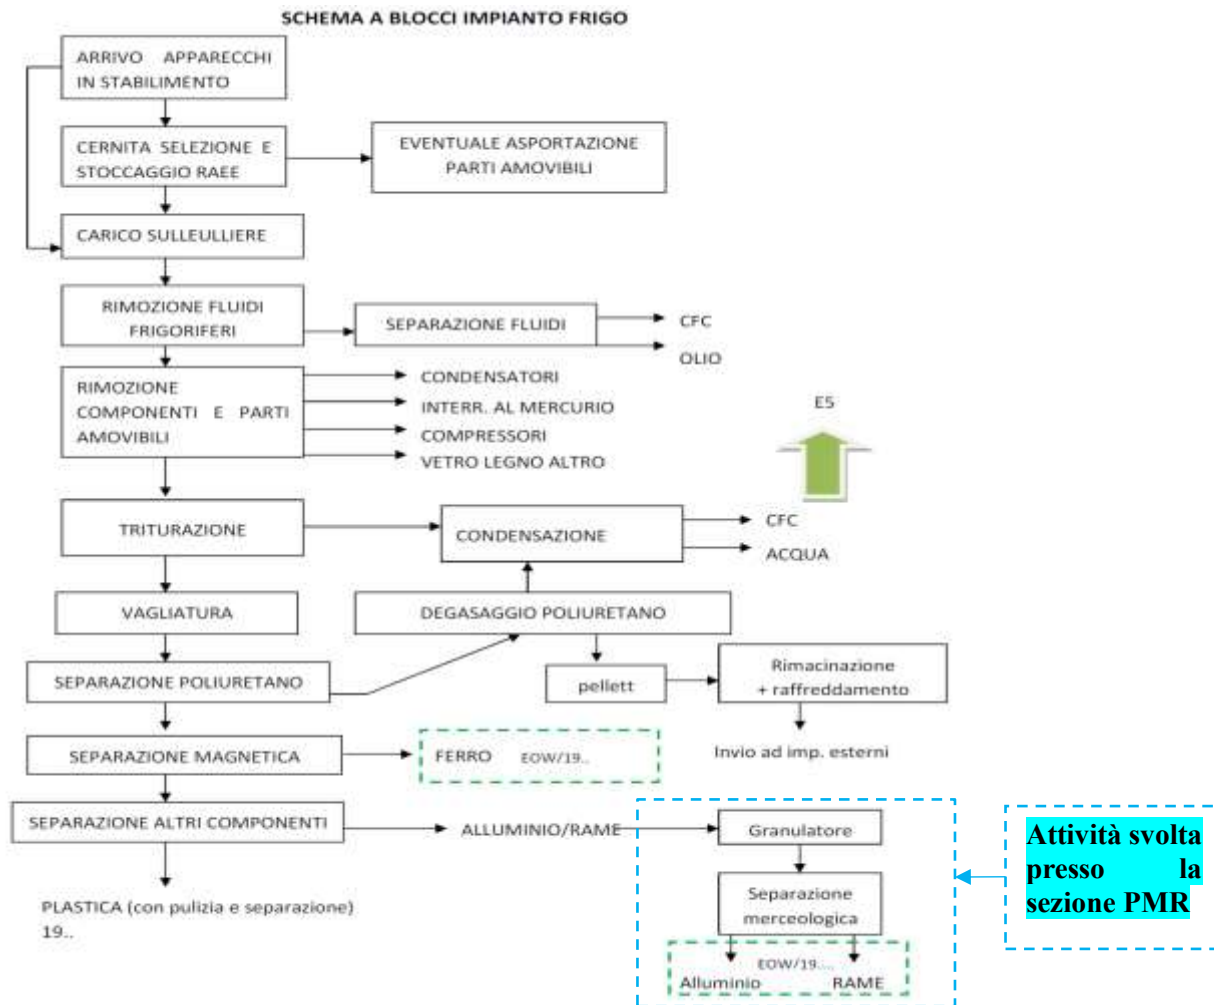 SCHEMA A BLOCCI IMPIANTO FRIGO
ARRIVO APPARECCHI
IN STABILIMENTO
CERNITA SELEZIONE E
STOCCAGGIO RAEE
EVENTUALE ASPORTAZIONE
PARTI AMOVIBILI
CARICO SULLEULLIERE
RIMOZIONE FLUIDI
FRIGORIFERI
SEPARAZIONE FLUIDI
CFC
OLIO
RIMOZIONE
COMPONENTI E PARTI
AMOVIBILI
CONDENSATORI
INTERR. AL MERCURIO
COMPRESSORI
VETRO LEGNO ALTRO
E5
TRITURAZIONE
CONDENSAZIONE
CFC
ACQUA
VAGLIATURA
DEGASAGGIO POLIURETANO
SEPARAZIONE POLIURETANO
pellett
Rimacinazione
+ raffreddamento
SEPARAZIONE MAGNETICA
FERRO EOW/19..
Invio ad imp. esterni
SEPARAZIONE ALTRI COMPONENTI
ALLUMINIO/RAME
Granulatore
Attività svolta
presso la
sezione PMR
Separazione
merceologica
PLASTICA (con pulizia e separazione)
19..
EOW/19....
Alluminio RAME